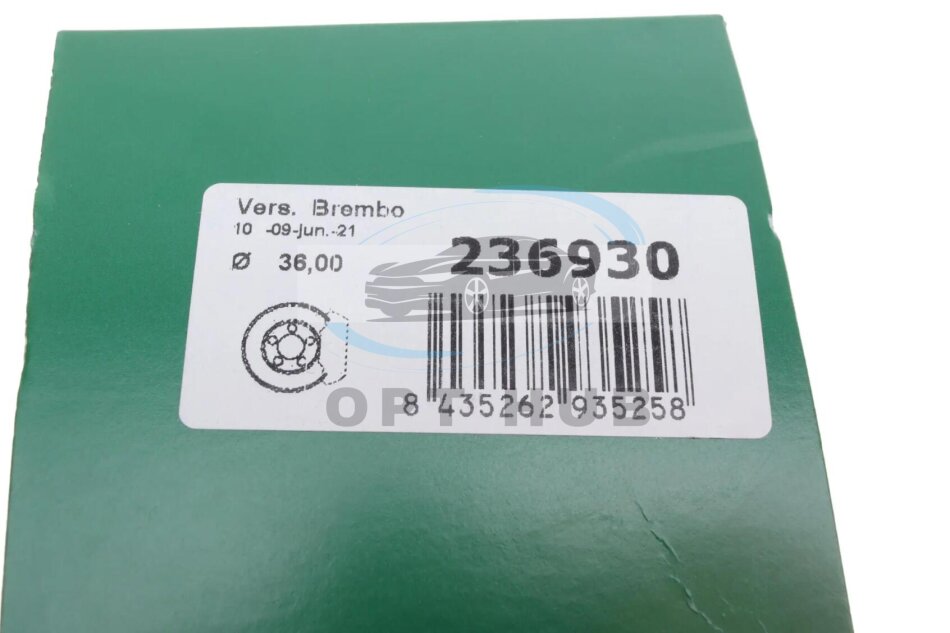 Vers. Brembo
10 -09-jun.-21
Ø 36,00
236930
8 435262 935258
OPT HUB